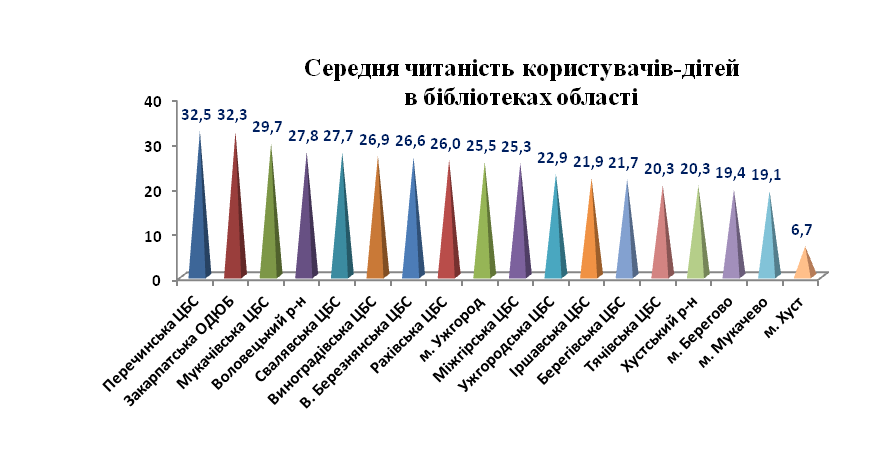 Середня читаність користувачів-дітей
в бібліотеках області
40
30
20
10
0
32,5
32,3
29,7
27,8
27,7
26,9
26,6
26,0
25,5
25,3
22,9
21,9
21,7
20,3
20,3
19,4
19,1
6,7
Перечинська ЦБС
Закарпатська ОДЮБ
Мукачівська ЦБС
Воловецький р-н
Свалявська ЦБС
Виноградівська ЦБС
В. Березнянська ЦБС
Рахівська ЦБС
м. Ужгород
Міжгірська ЦБС
Ужгородська ЦБС
Іршавська ЦБС
Берегівська ЦБС
Тячівська ЦБС
Хустський р-н
м. Берегово
м. Мукачево
м. Хуст